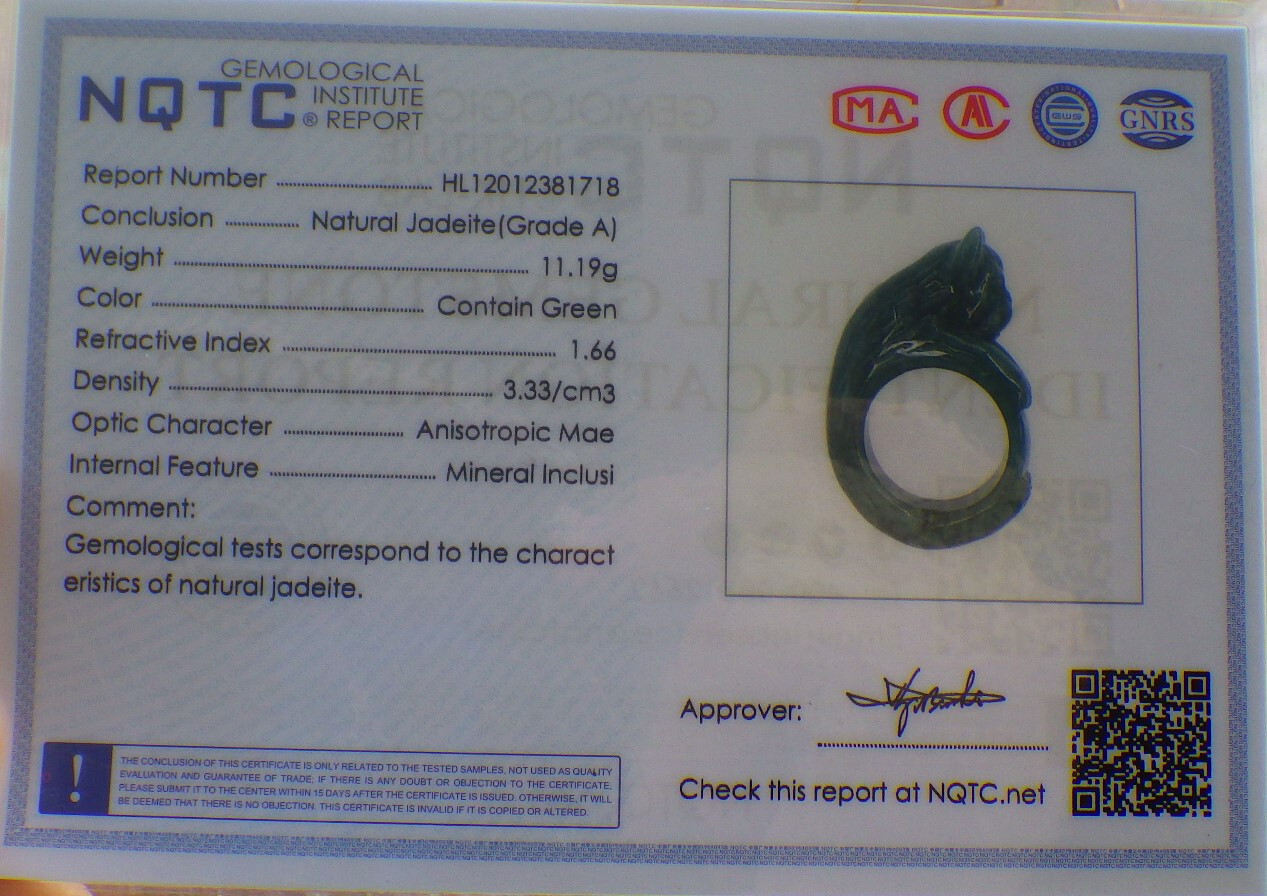 NQTC® GEMOLOGICAL
INSTITUTE
REPORT
MA
GNRS
Report Number ........................ HL12012381718
Conclusion ............ Natural Jadeite(Grade A)
Weight ........................ 11.19g
Color ........................ Contain Green
Refractive Index ........................ 1.66
Density ........................ 3.33/cm3
Optic Character ............ Anisotropic Mae
Internal Feature ............ Mineral Inclusi
Comment:
Gemological tests correspond to the charact
eristics of natural jadeite.
!
THE CONCLUSION OF THIS CERTIFICATE IS ONLY RELATED TO THE TESTED SAMPLES, NOT USED AS QUALITY
EVALUATION AND GUARANTEE OF TRADE; IF THERE IS ANY DOUBT OR OBJECTION TO THE CERTIFICATE,
PLEASE SUBMIT IT TO THE CENTER WITHIN 15 DAYS AFTER THE CERTIFICATE IS ISSUED. OTHERWISE, IT WILL
BE DEEMED THAT THERE IS NO OBJECTION. THIS CERTIFICATE IS INVALID IF IT IS COPIED OR ALTERED.
Approver:
Check this report at NQTC.net